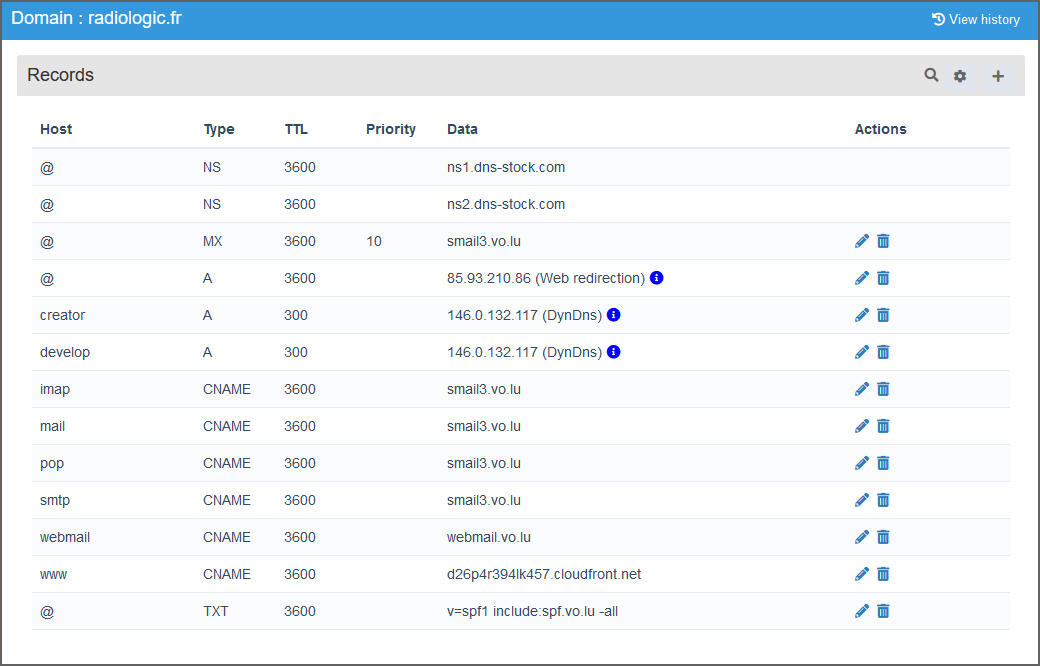 Domain : radiologic.fr
View history
Records
Host Type TTL Priority Data Actions
@ NS 3600 ns1.dns-stock.com
@ NS 3600 ns2.dns-stock.com
@ MX 3600 10 smail3.vo.lu
@ A 3600 85.93.210.86 (Web redirection)
creator A 300 146.0.132.117 (DynDns)
develop A 300 146.0.132.117 (DynDns)
imap CNAME 3600 smail3.vo.lu
mail CNAME 3600 smail3.vo.lu
pop CNAME 3600 smail3.vo.lu
smtp CNAME 3600 smail3.vo.lu
webmail CNAME 3600 webmail.vo.lu
www CNAME 3600 d26p4r394lk457.cloudfront.net
@ TXT 3600 v=spf1 include:spf.vo.lu -all